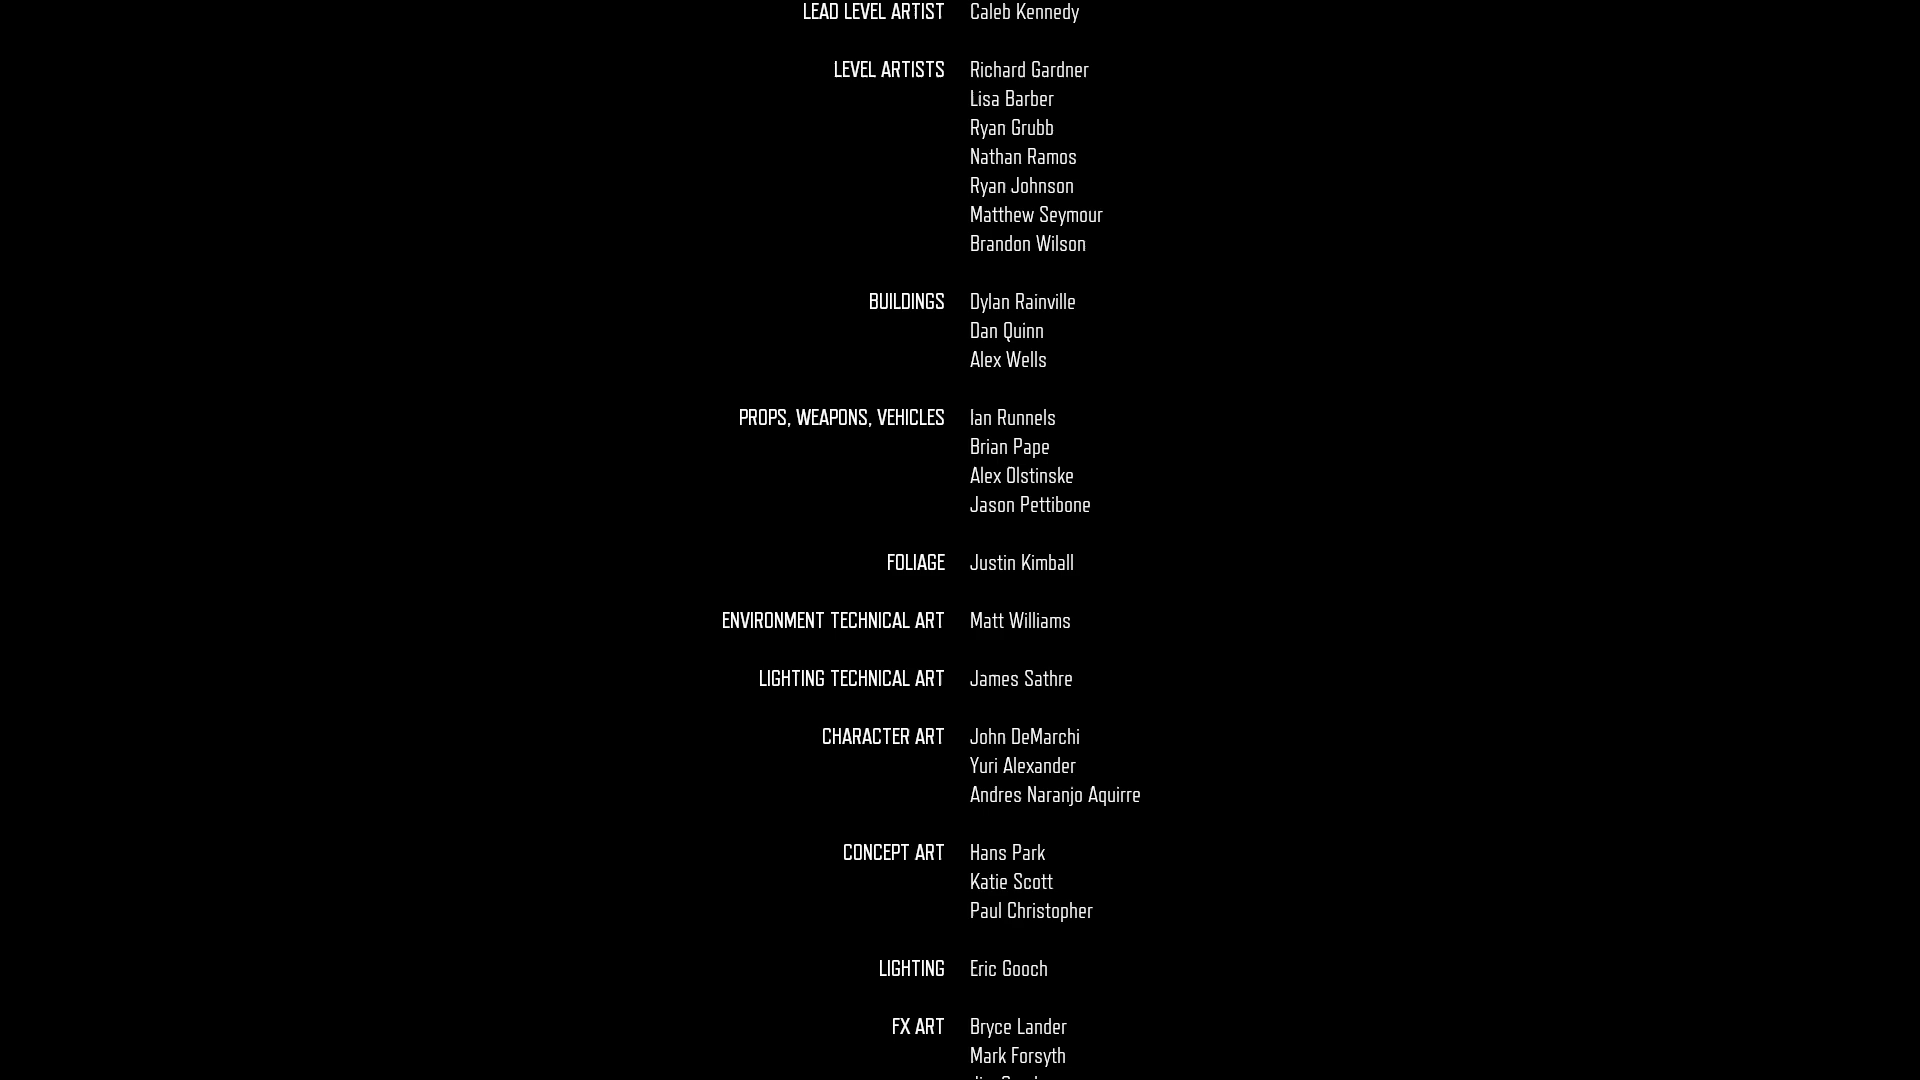 LEAD LEVEL ARTIST Caleb Kennedy
LEVEL ARTISTS Richard Gardner
Lisa Barber
Ryan Grubb
Nathan Ramos
Ryan Johnson
Matthew Seymour
Brandon Wilson
BUILDINGS Dylan Rainville
Dan Quinn
Alex Wells
PROPS, WEAPONS, VEHICLES Ian Runnels
Brian Pape
Alex Olstinske
Jason Pettibone
FOLIAGE Justin Kimball
ENVIRONMENT TECHNICAL ART Matt Williams
LIGHTING TECHNICAL ART James Sathre
CHARACTER ART John DeMarchi
Yuri Alexander
Andres Naranjo Aquirre
CONCEPT ART Hans Park
Katie Scott
Paul Christopher
LIGHTING Eric Gooch
FX ART Bryce Lander
Mark Forsyth